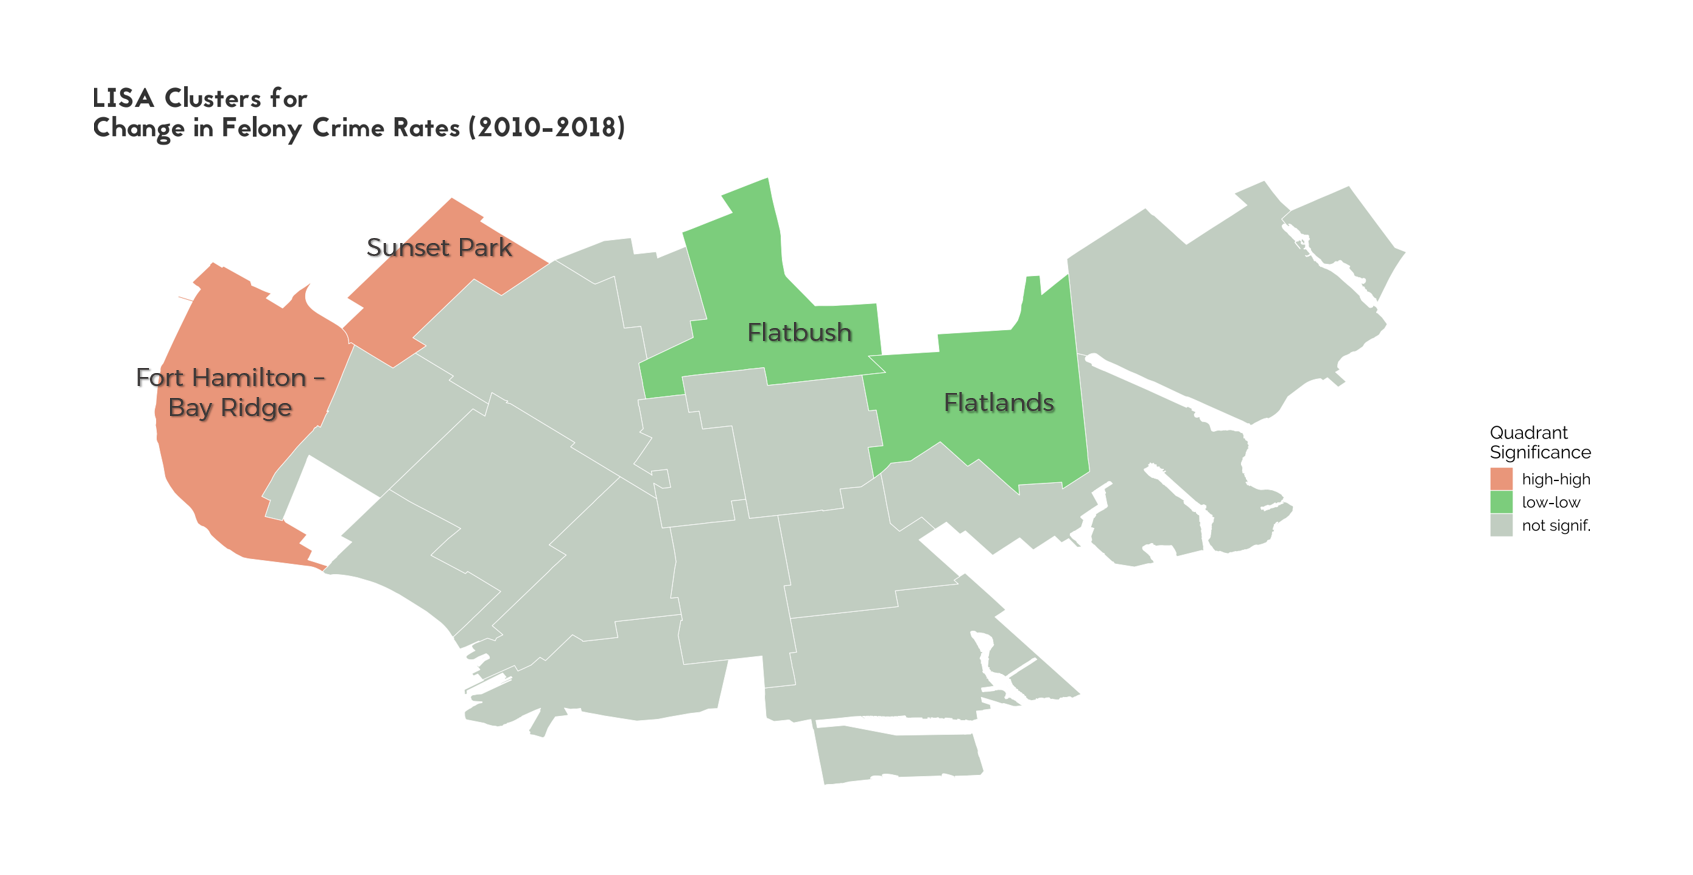 LISA Clusters for
Change in Felony Crime Rates (2010-2018)
Sunset Park
Flatbush
Fort Hamilton -
Bay Ridge
Flatlands
Quadrant
Significance
high-high
low-low
not signif.